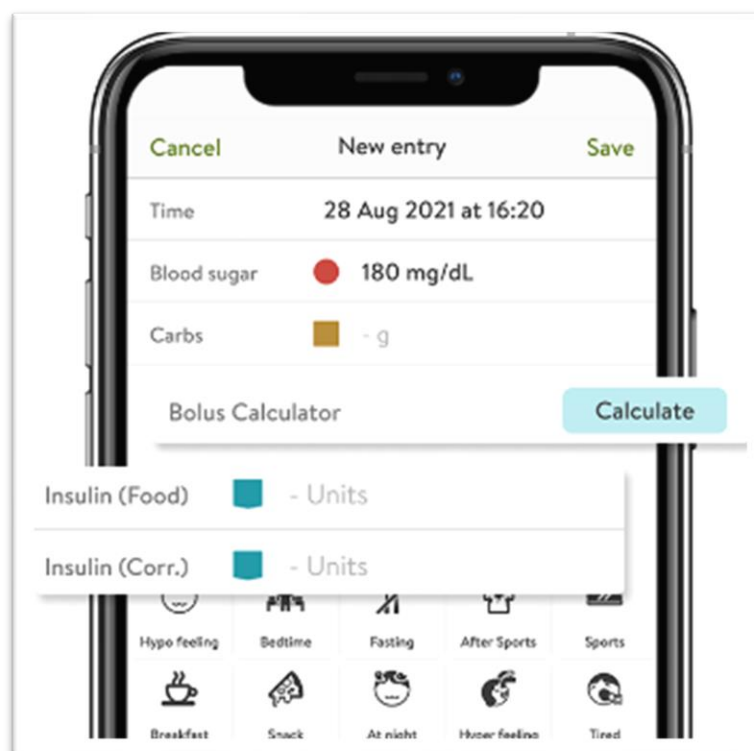 Cancel New entry Save
Time 28 Aug 2021 at 16:20
Blood sugar 180 mg/dL
Carbs - g
Bolus Calculator Calculate
Insulin (Food) - Units
Insulin (Corr.) - Units
Hypo feeling Bedtime Fasting After Sports Sports
Breakfast Snack At night Hyper feeling Tired